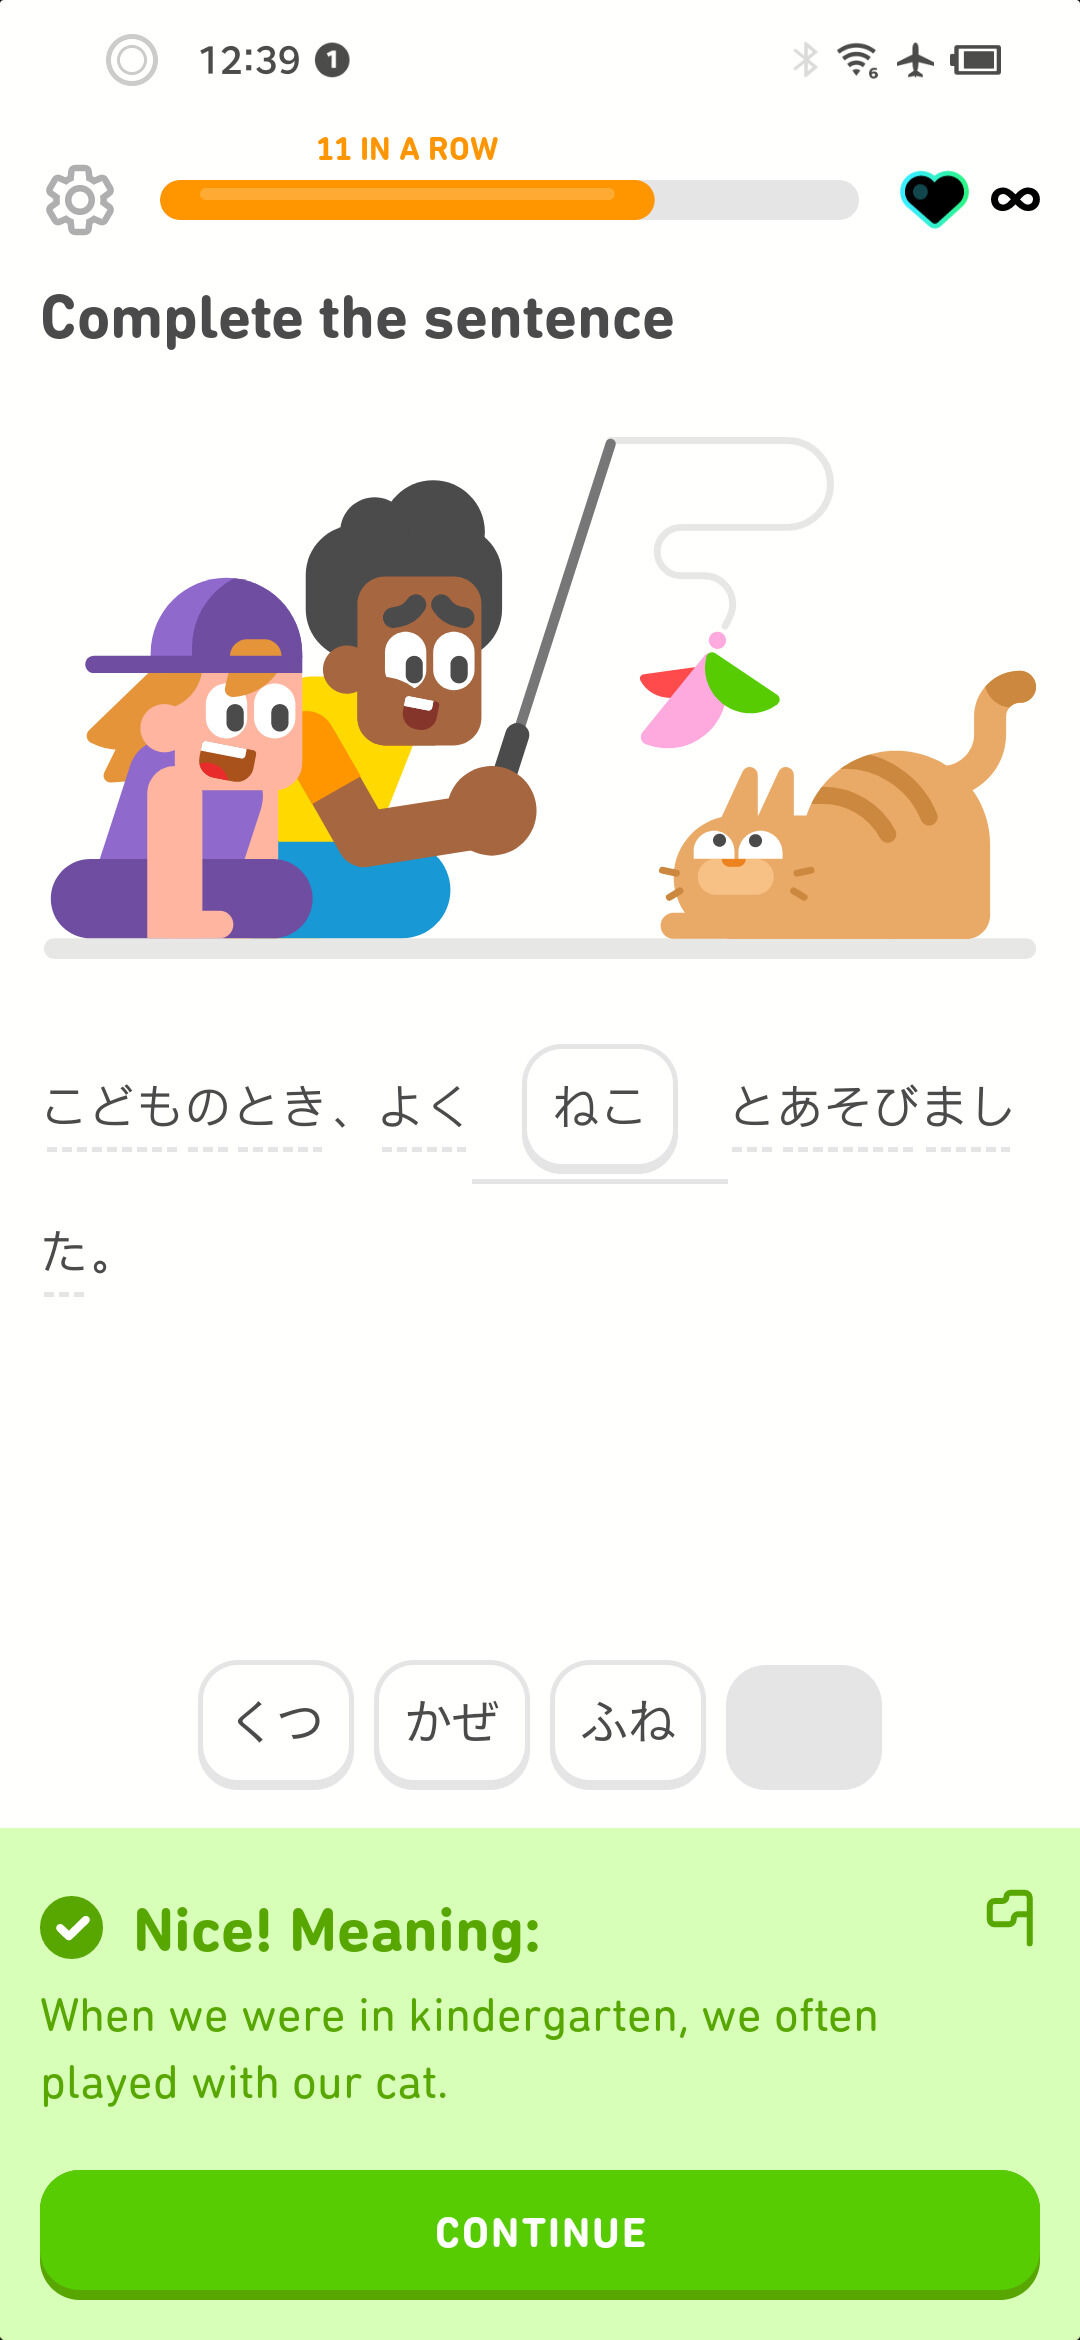 12:39 1
6
11 IN A ROW
Complete the sentence
こどものとき、よく ねこ とあそびまし
た。
くつ かぜ ふね
Nice! Meaning:
When we were in kindergarten, we often
played with our cat.
CONTINUE